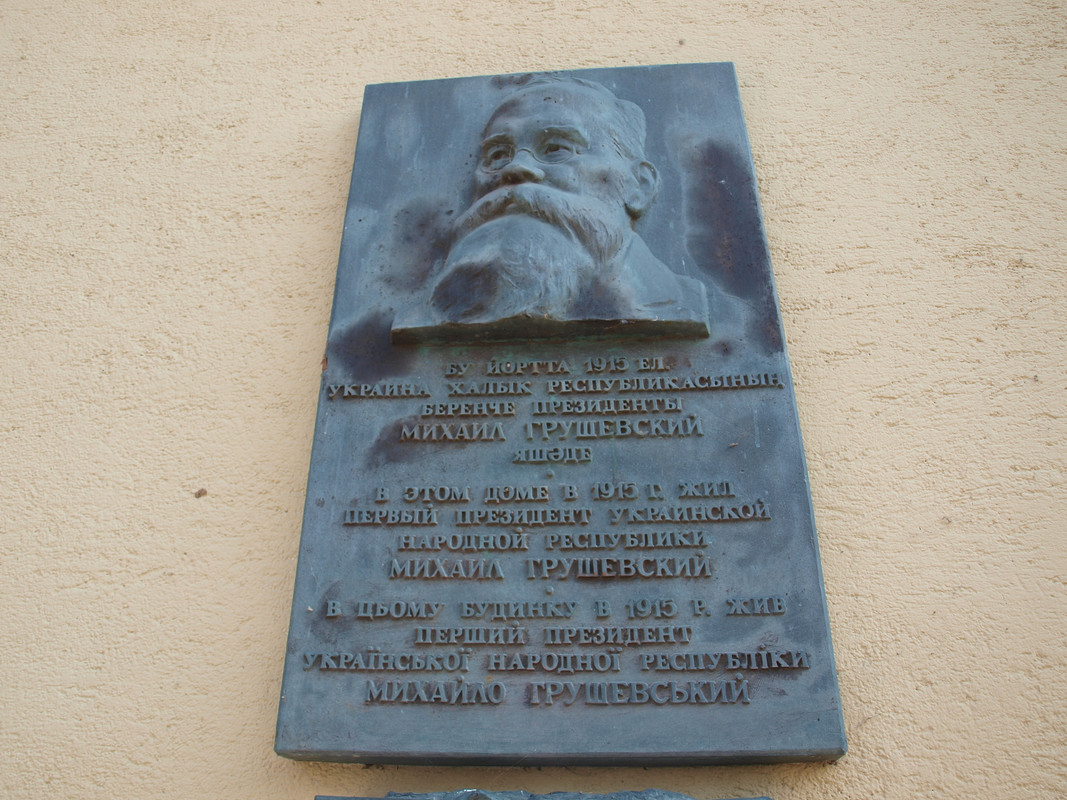 БУ ЙОРТТА 1915 ЕЛ.
УКРАИНА ХАЛЫК РЕСПУБЛИКАСЫНЫҢ
БЕРЕНЧЕ ПРЕЗИДЕНТЫ
МИХАИЛ ГРУШЕВСКИЙ
ЯШӘДЕ
В ЭТОМ ДОМЕ В 1915 Г. ЖИЛ
ПЕРВЫЙ ПРЕЗИДЕНТ УКРАИНСКОЙ
НАРОДНОЙ РЕСПУБЛИКИ
МИХАИЛ ГРУШЕВСКИЙ
В ЦЬОМУ БУДИНКУ В 1915 Р. ЖИВ
ПЕРШИЙ ПРЕЗИДЕНТ
УКРАЇНСЬКОЇ НАРОДНОЇ РЕСПУБЛІКИ
МИХАЙЛО ГРУШЕВСЬКИЙ